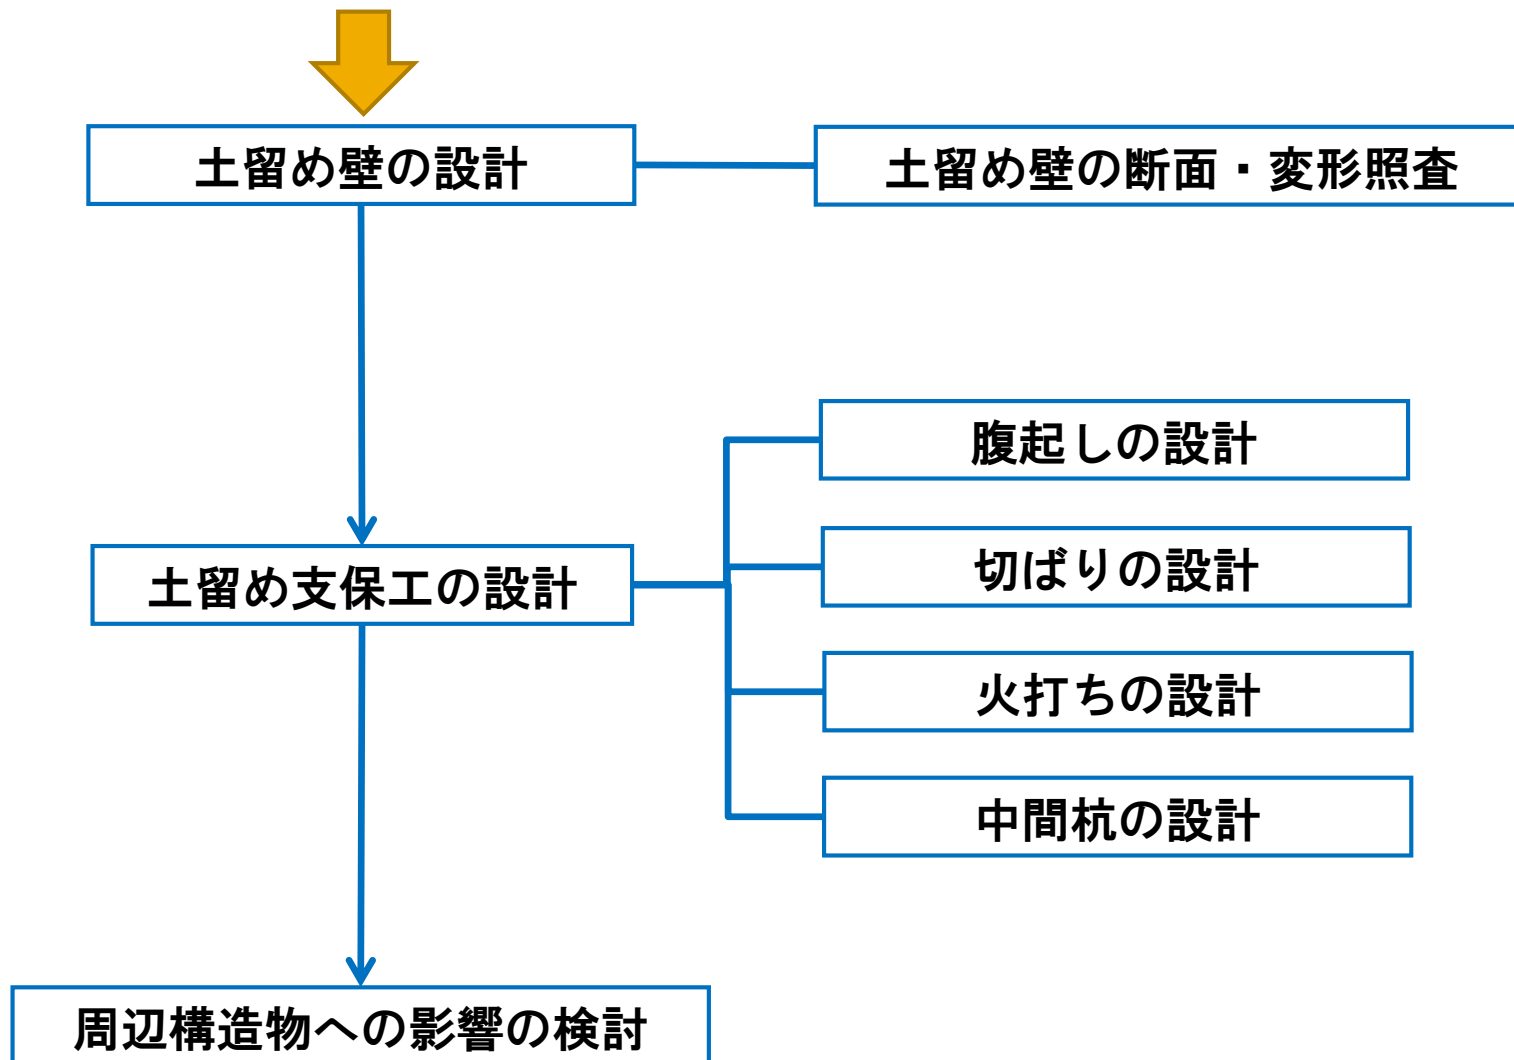 土留め壁の設計
土留め壁の断面・変形照査
腹起しの設計
切ばりの設計
土留め支保工の設計
火打ちの設計
中間杭の設計
周辺構造物への影響の検討